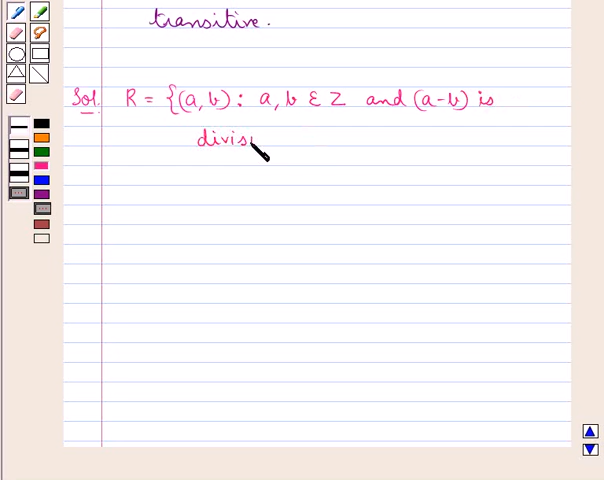 transitive.
Sol. R = {(a, b) : a, b ε Z and (a-b) is
divisi